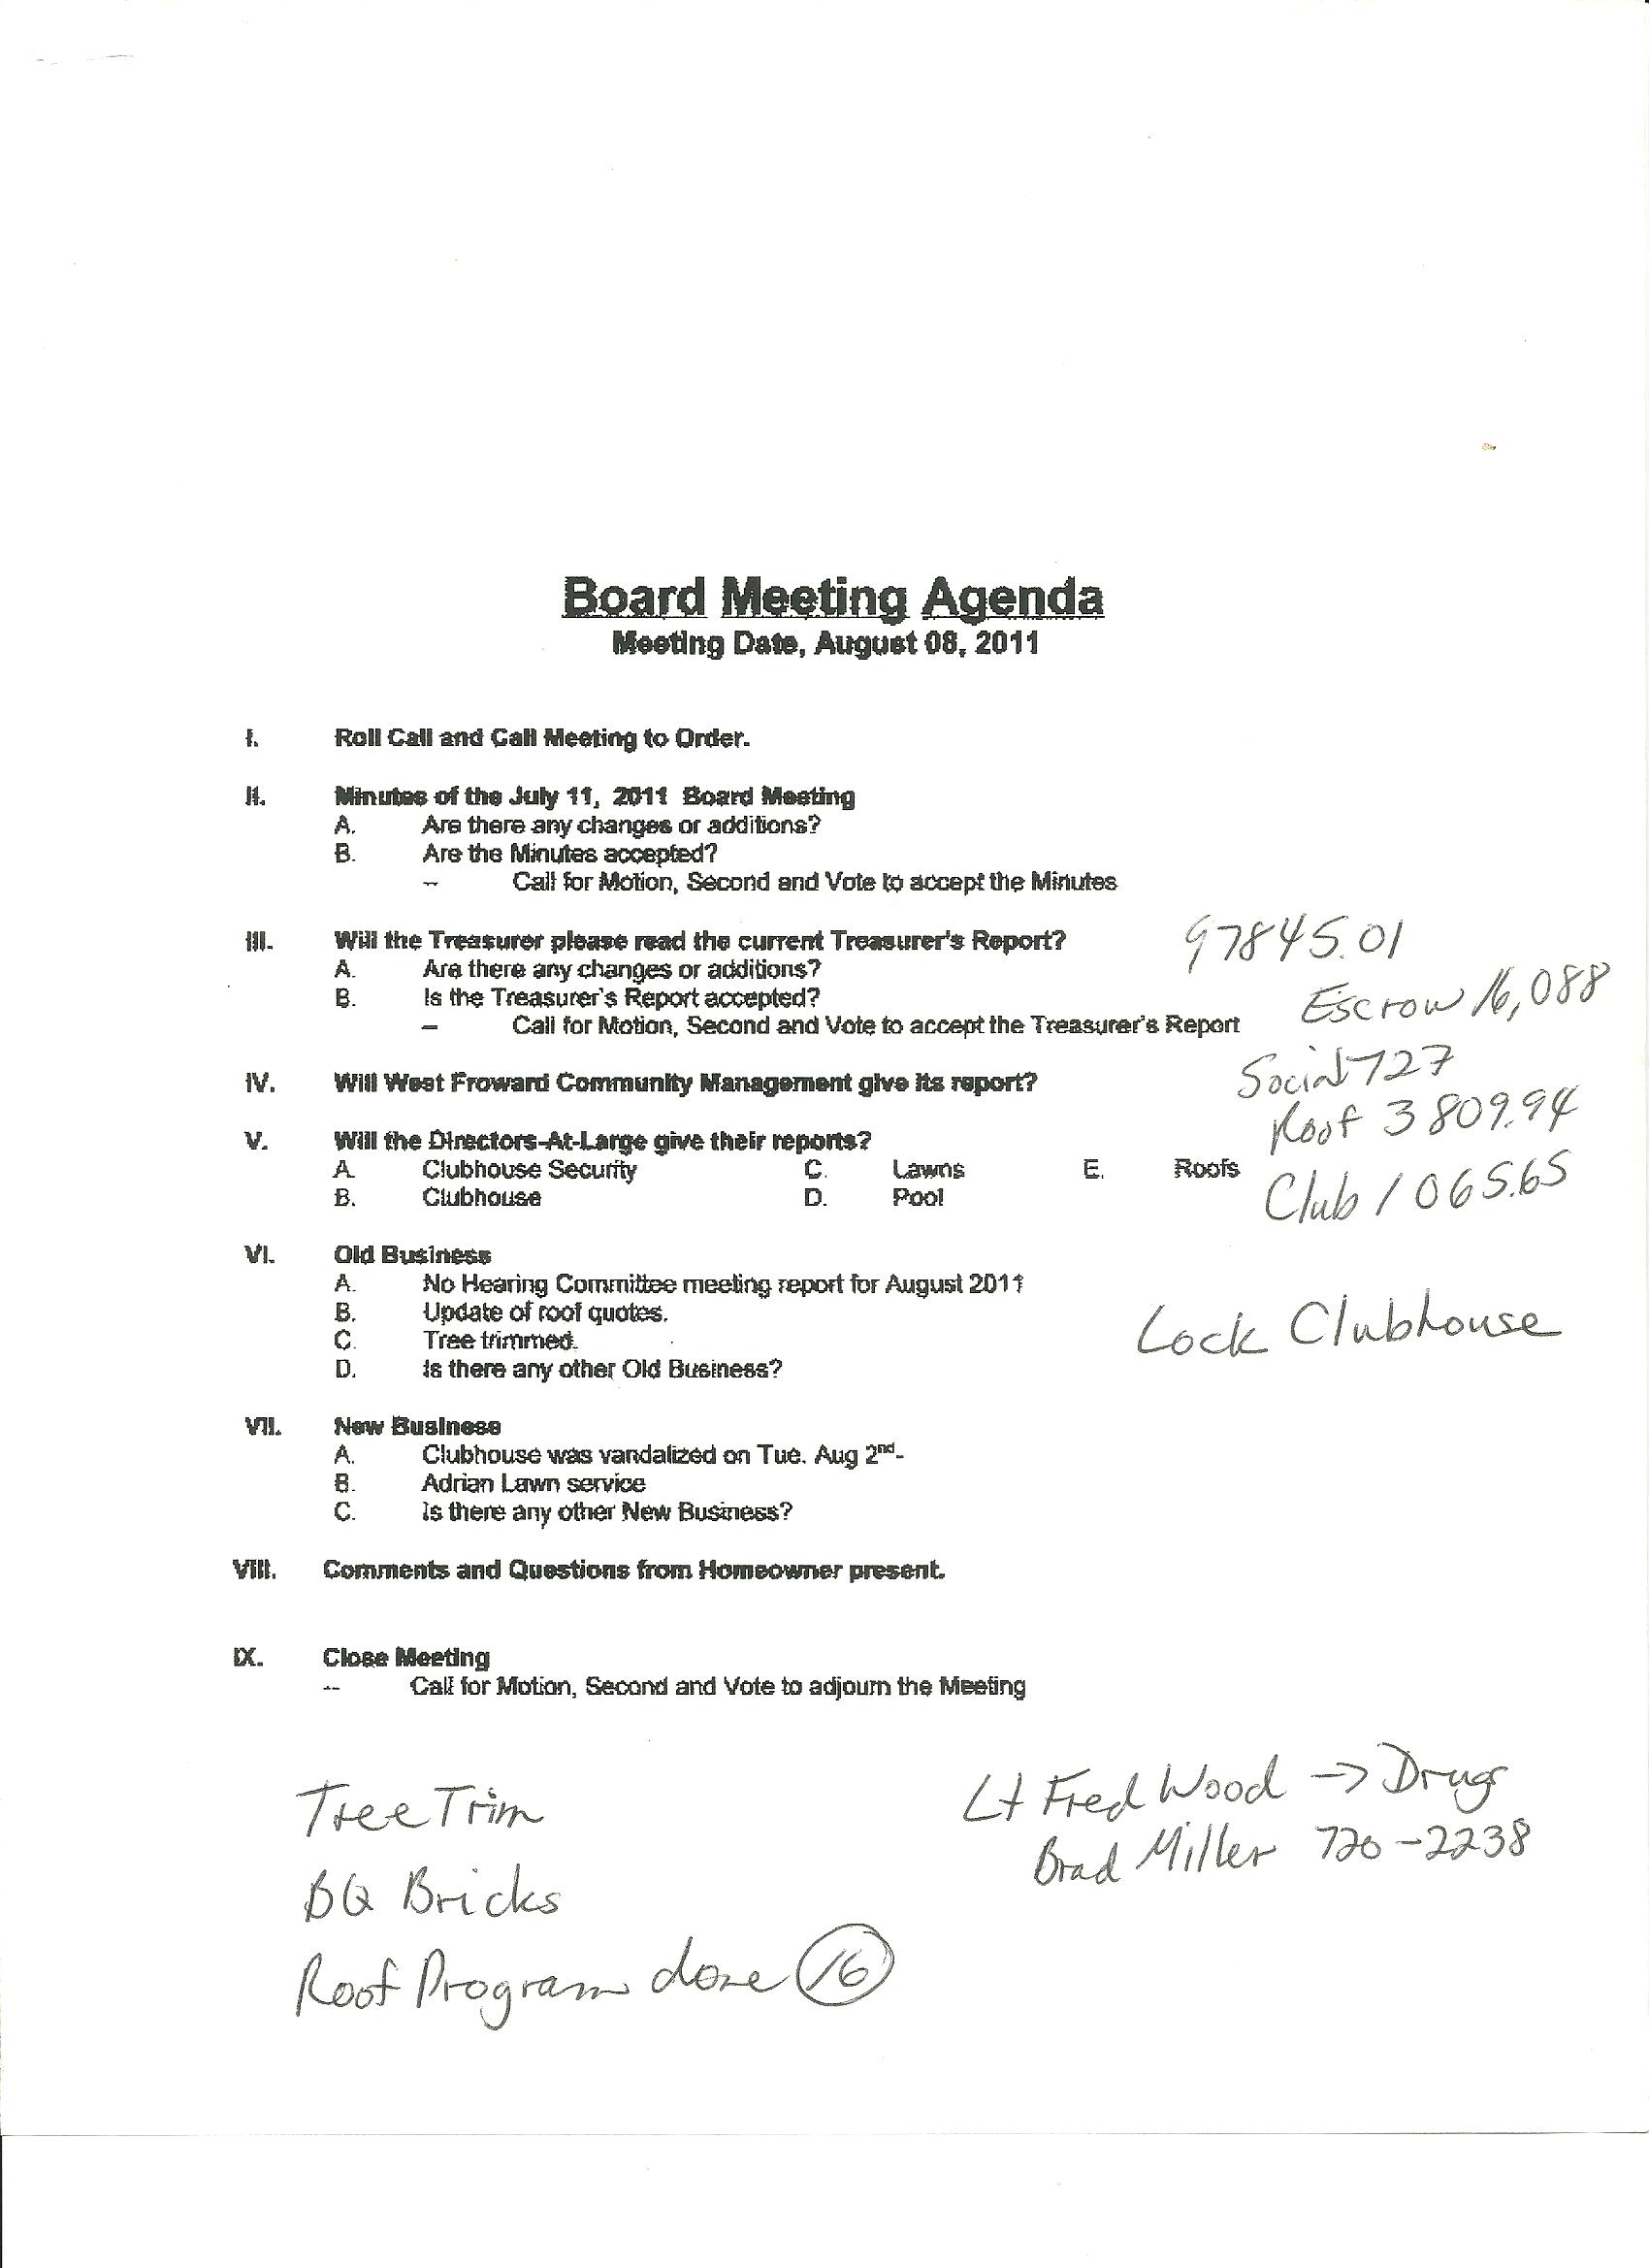 Board Meeting Agenda
Meeting Date, August 08, 2011
I. Roll Call and Call Meeting to Order.
II. Minutes of the July 11, 2011 Board Meeting
A. Are there any changes or additions?
B. Are the Minutes accepted?
-- Call for Motion, Second and Vote to accept the Minutes
III. Will the Treasurer please read the current Treasurer's Report? 97845.01
A. Are there any changes or additions?
B. Is the Treasurer's Report accepted? Escrow 16,088
– Call for Motion, Second and Vote to accept the Treasurer's Report
IV. Will West Froward Community Management give its report? Social 727
V. Will the Directors-At-Large give their reports? Roof 3809.94
A. Clubhouse Security C. Lawns E. Roofs
B. Clubhouse D. Pool Club 1065.65
VI. Old Business
A. No Hearing Committee meeting report for August 2011
B. Update of roof quotes.
C. Tree trimmed. Lock Clubhouse
D. Is there any other Old Business?
VII. New Business
A. Clubhouse was vandalized on Tue. Aug 2nd-
B. Adrian Lawn service
C. Is there any other New Business?
VIII. Comments and Questions from Homeowner present.
IX. Close Meeting
-- Call for Motion, Second and Vote to adjourn the Meeting
Tree Trim
BQ Bricks
Roof Program done 16
Lt Fred Wood -> Drugs
Brad Miller 720-2238